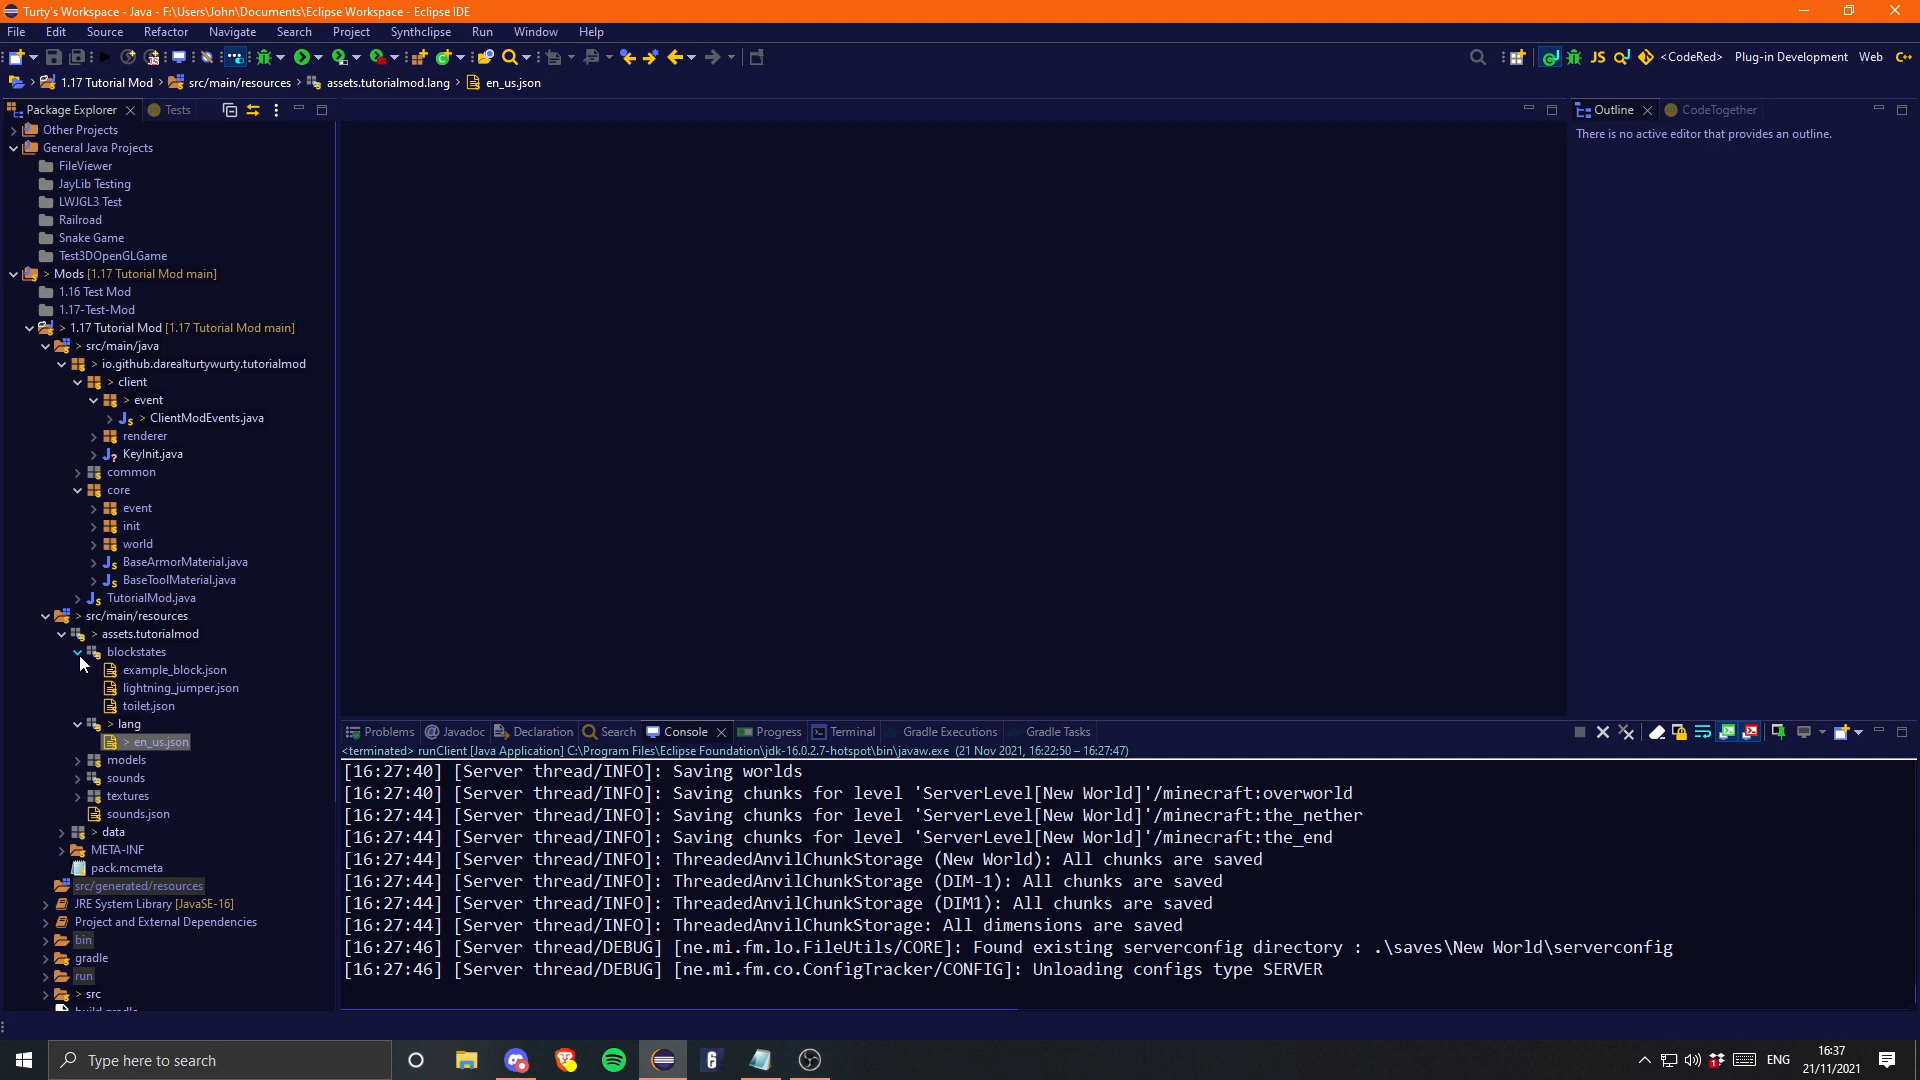 Turty's Workspace - Java - F:\Users\John\Documents\Eclipse Workspace - Eclipse IDE
File Edit Source Refactor Navigate Search Project Synthclipse Run Window Help
JS <CodeRed> Plug-in Development Web C++
1.17 Tutorial Mod src/main/resources assets.tutorialmod.lang en_us.json
Package Explorer Tests
Other Projects
General Java Projects
FileViewer
JayLib Testing
LWJGL3 Test
Railroad
Snake Game
Test3DOpenGLGame
> Mods [1.17 Tutorial Mod main]
1.16 Test Mod
1.17-Test-Mod
> 1.17 Tutorial Mod [1.17 Tutorial Mod main]
> src/main/java
> io.github.darealturtywurty.tutorialmod
> client
> event
> ClientModEvents.java
renderer
KeyInit.java
common
core
event
init
world
BaseArmorMaterial.java
BaseToolMaterial.java
TutorialMod.java
> src/main/resources
> assets.tutorialmod
blockstates
example_block.json
lightning_jumper.json
toilet.json
> lang
> en_us.json
models
sounds
textures
sounds.json
> data
META-INF
pack.mcmeta
src/generated/resources
JRE System Library [JavaSE-16]
Project and External Dependencies
bin
gradle
run
> src
build.gradle
Outline CodeTogether
There is no active editor that provides an outline.
Problems @ Javadoc Declaration Search Console Progress Terminal Gradle Executions Gradle Tasks
<terminated> runClient [Java Application] C:\Program Files\Eclipse Foundation\jdk-16.0.2.7-hotspot\bin\javaw.exe (21 Nov 2021, 16:22:50 – 16:27:47)
[16:27:40] [Server thread/INFO]: Saving worlds
[16:27:40] [Server thread/INFO]: Saving chunks for level 'ServerLevel[New World]'/minecraft:overworld
[16:27:44] [Server thread/INFO]: Saving chunks for level 'ServerLevel[New World]'/minecraft:the_nether
[16:27:44] [Server thread/INFO]: Saving chunks for level 'ServerLevel[New World]'/minecraft:the_end
[16:27:44] [Server thread/INFO]: ThreadedAnvilChunkStorage (New World): All chunks are saved
[16:27:44] [Server thread/INFO]: ThreadedAnvilChunkStorage (DIM-1): All chunks are saved
[16:27:44] [Server thread/INFO]: ThreadedAnvilChunkStorage (DIM1): All chunks are saved
[16:27:44] [Server thread/INFO]: ThreadedAnvilChunkStorage: All dimensions are saved
[16:27:46] [Server thread/DEBUG] [ne.mi.fm.lo.FileUtils/CORE]: Found existing serverconfig directory : .\saves\New World\serverconfig
[16:27:46] [Server thread/DEBUG] [ne.mi.fm.co.ConfigTracker/CONFIG]: Unloading configs type SERVER
Type here to search
ENG
16:37
21/11/2021